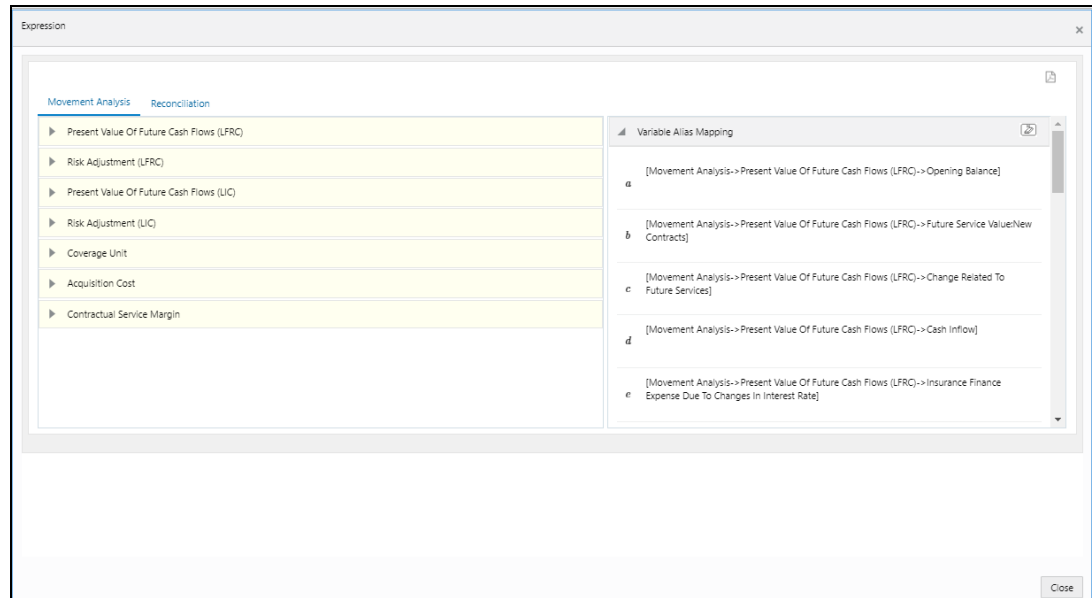 Expression
×
Movement Analysis Reconciliation
Present Value Of Future Cash Flows (LFRC)
Risk Adjustment (LFRC)
Present Value Of Future Cash Flows (LIC)
Risk Adjustment (LIC)
Coverage Unit
Acquisition Cost
Contractual Service Margin
Variable Alias Mapping
[Movement Analysis->Present Value Of Future Cash Flows (LFRC)->Opening Balance]
a
[Movement Analysis->Present Value Of Future Cash Flows (LFRC)->Future Service Value:New
b Contracts]
[Movement Analysis->Present Value Of Future Cash Flows (LFRC)->Change Related To
c Future Services]
[Movement Analysis->Present Value Of Future Cash Flows (LFRC)->Cash Inflow]
d
[Movement Analysis->Present Value Of Future Cash Flows (LFRC)->Insurance Finance
e Expense Due To Changes In Interest Rate]
Close